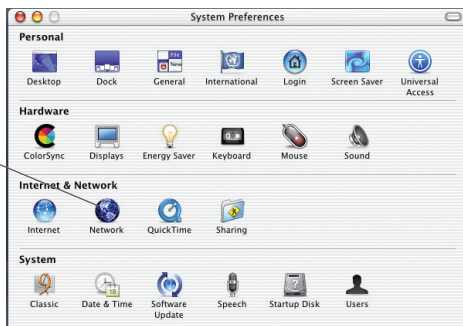 System Preferences
Personal
Desktop Dock General International Login Screen Saver Universal Access
Hardware
ColorSync Displays Energy Saver Keyboard Mouse Sound
Internet & Network
Internet Network QuickTime Sharing
System
Classic Date & Time Software Update Speech Startup Disk Users